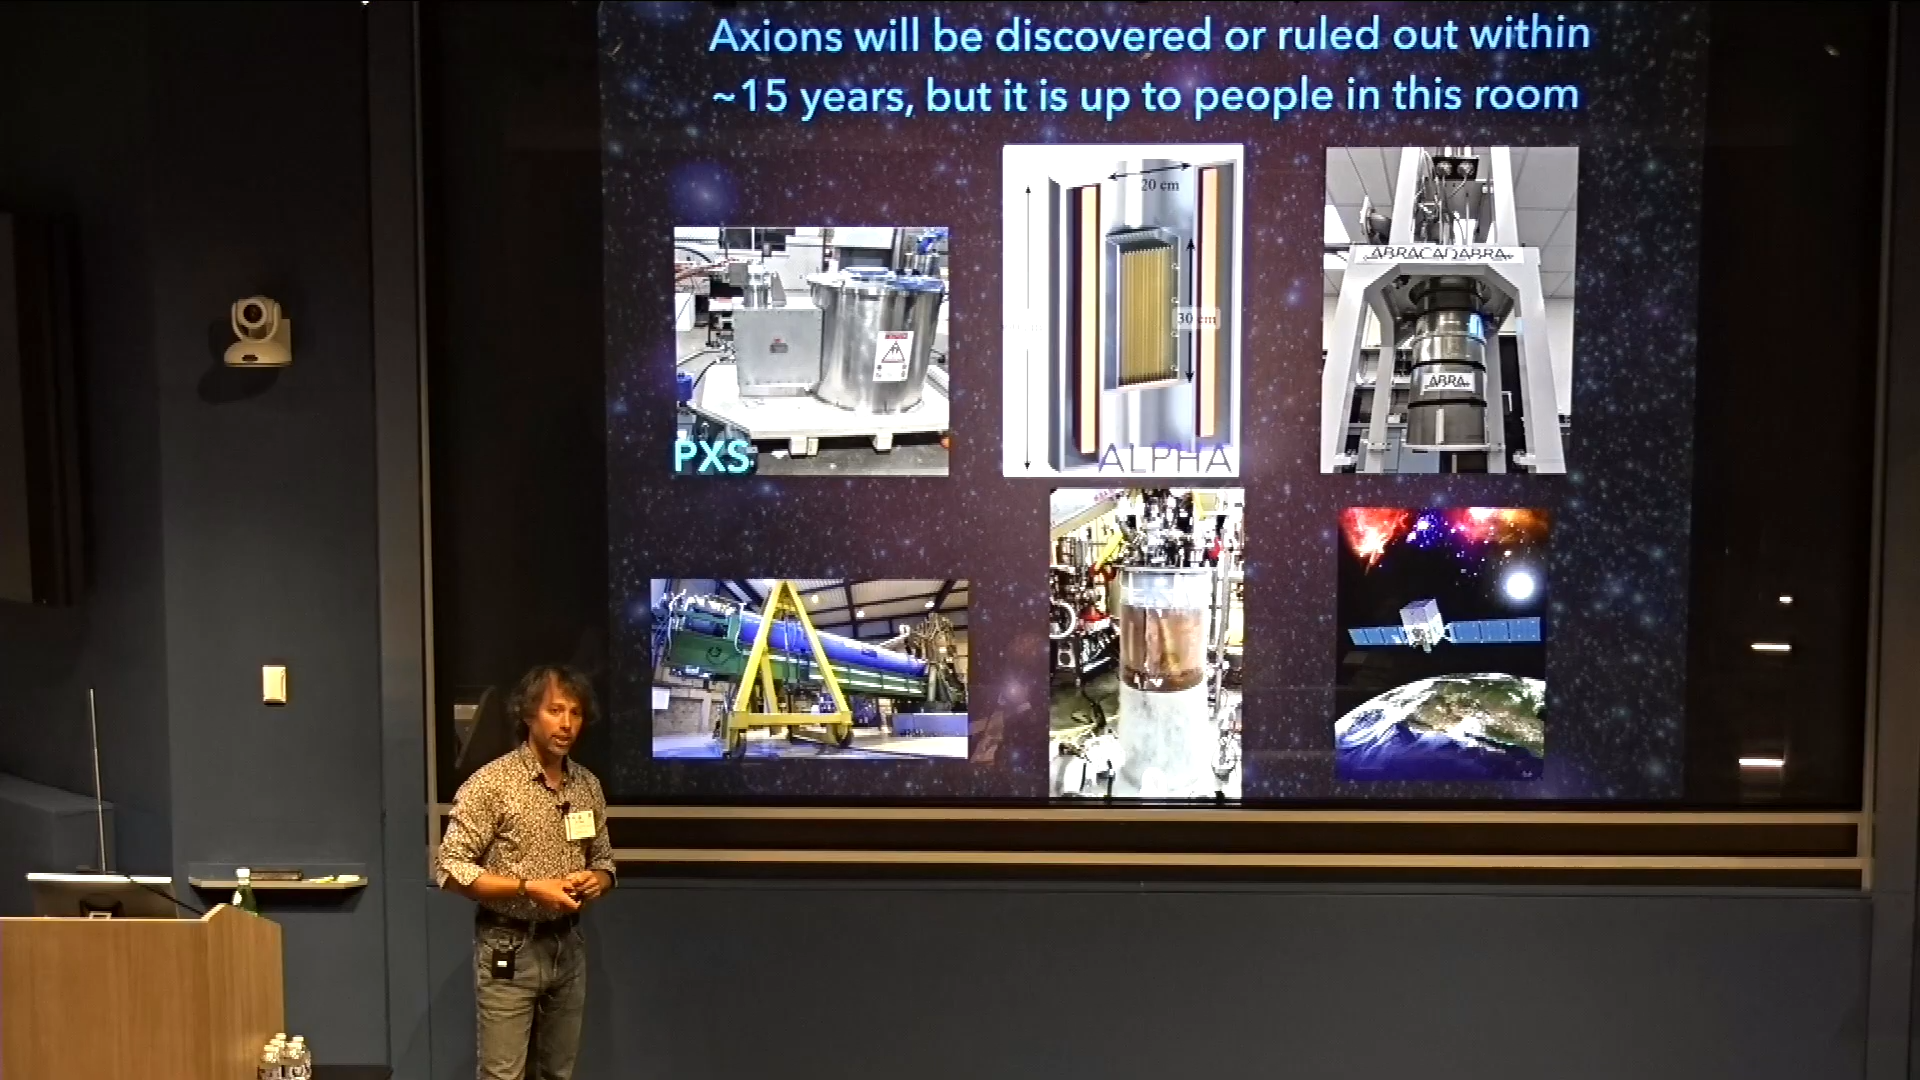 Axions will be discovered or ruled out within
~15 years, but it is up to people in this room
20 cm
30 cm
ABRACADABRA
ABRA
PXS
ALPHA